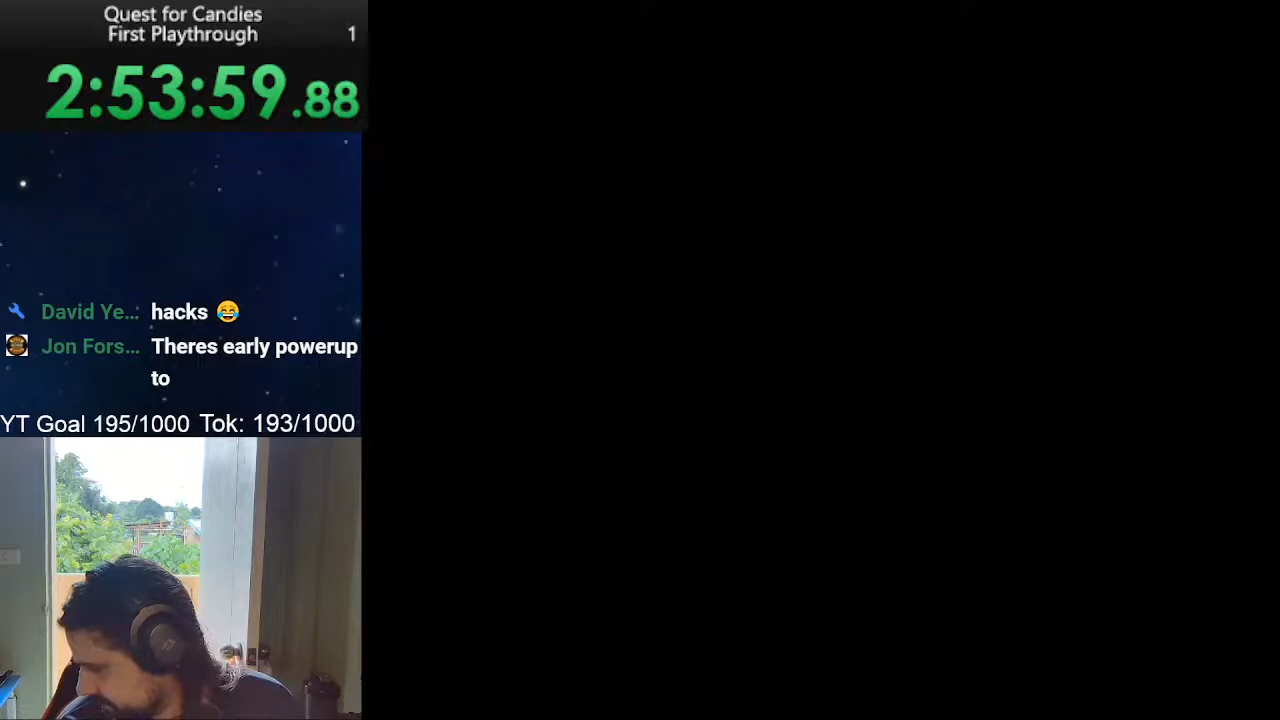 Quest for Candies
First Playthrough 1
2:53:59.88
David Ye... hacks 😂
Jon Fors... Theres early powerup
to
YT Goal 195/1000 Tok: 193/1000